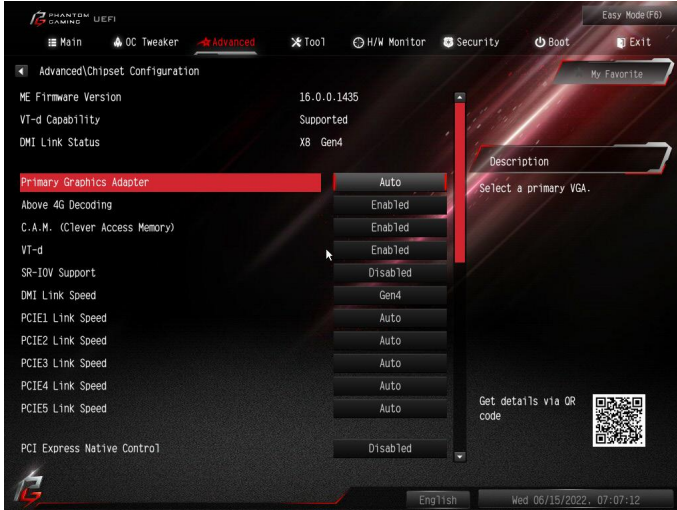 PHANTOM GAMING UEFI
Easy Mode(F6)
Main OC Tweaker Advanced Tool H/W Monitor Security Boot Exit
Advanced\Chipset Configuration
My Favorite
ME Firmware Version 16.0.0.1435
VT-d Capability Supported
DMI Link Status X8 Gen4
Description
Primary Graphics Adapter Auto
Select a primary VGA.
Above 4G Decoding Enabled
C.A.M. (Clever Access Memory) Enabled
VT-d Enabled
SR-IOV Support Disabled
DMI Link Speed Gen4
PCIE1 Link Speed Auto
PCIE2 Link Speed Auto
PCIE3 Link Speed Auto
PCIE4 Link Speed Auto
PCIE5 Link Speed Auto
Get details via QR
code
PCI Express Native Control Disabled
English
Wed 06/15/2022. 07:07:12